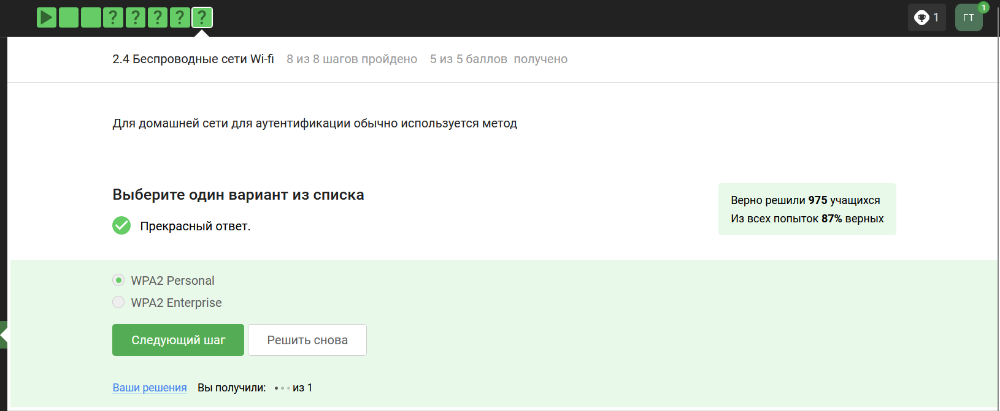 ? ? ? ? ?
1
ГТ
1
2.4 Беспроводные сети Wi-fi 8 из 8 шагов пройдено 5 из 5 баллов получено
Для домашней сети для аутентификации обычно используется метод
Выберите один вариант из списка
Прекрасный ответ.
Верно решили 975 учащихся
Из всех попыток 87% верных
WPA2 Personal
WPA2 Enterprise
Следующий шаг
Решить снова
Ваши решения Вы получили: ••• из 1